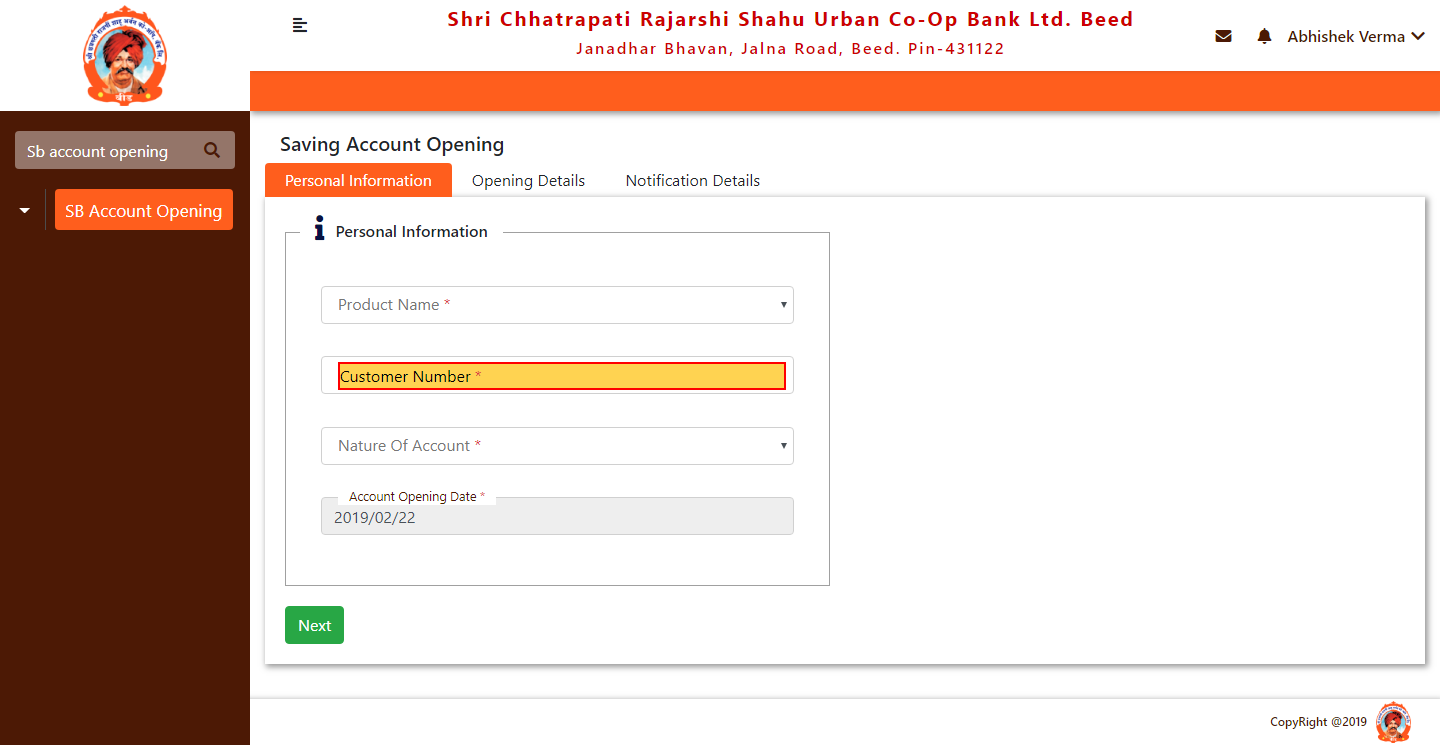 Shri Chhatrapati Rajarshi Shahu Urban Co-Op Bank Ltd. Beed
Janadhar Bhavan, Jalna Road, Beed. Pin-431122
Abhishek Verma
बीड
Sb account opening
SB Account Opening
Saving Account Opening
Personal Information
Opening Details
Notification Details
Personal Information
Product Name *
Customer Number *
Nature Of Account *
Account Opening Date *
2019/02/22
Next
CopyRight @2019